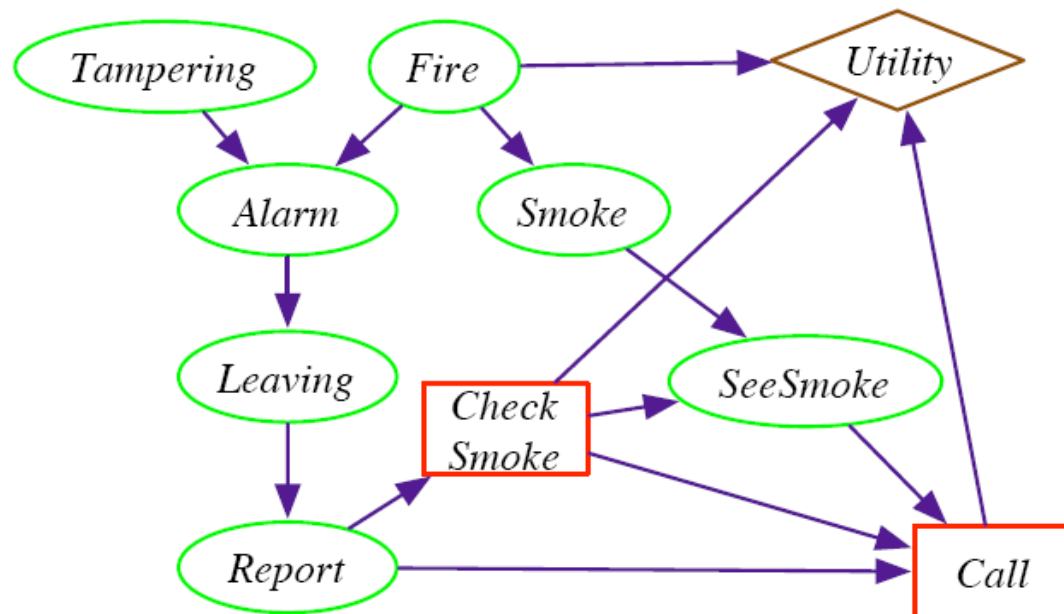 Tampering
Fire
Utility
Alarm
Smoke
Leaving
Check
Smoke
SeeSmoke
Report
Call